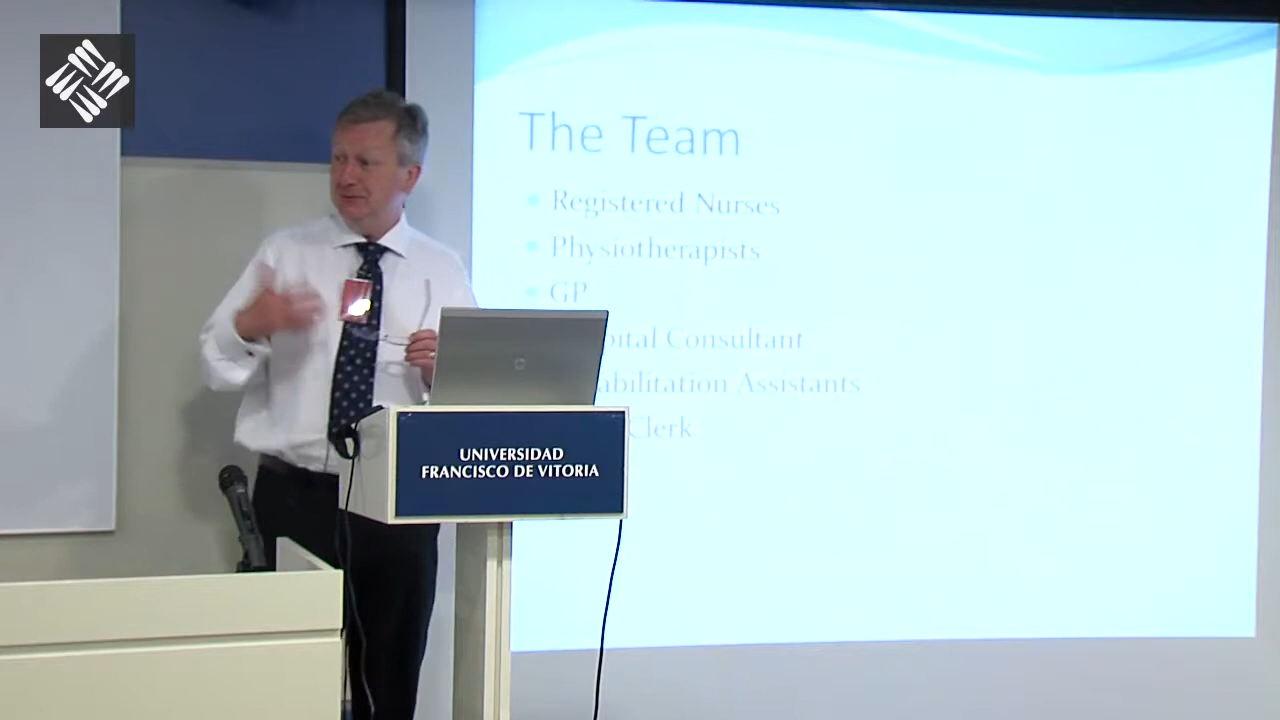 The Team
Registered Nurses
Physiotherapists
GP
pital Consultant
abilitation Assistants
Clerk
UNIVERSIDAD
FRANCISCO DE VITORIA